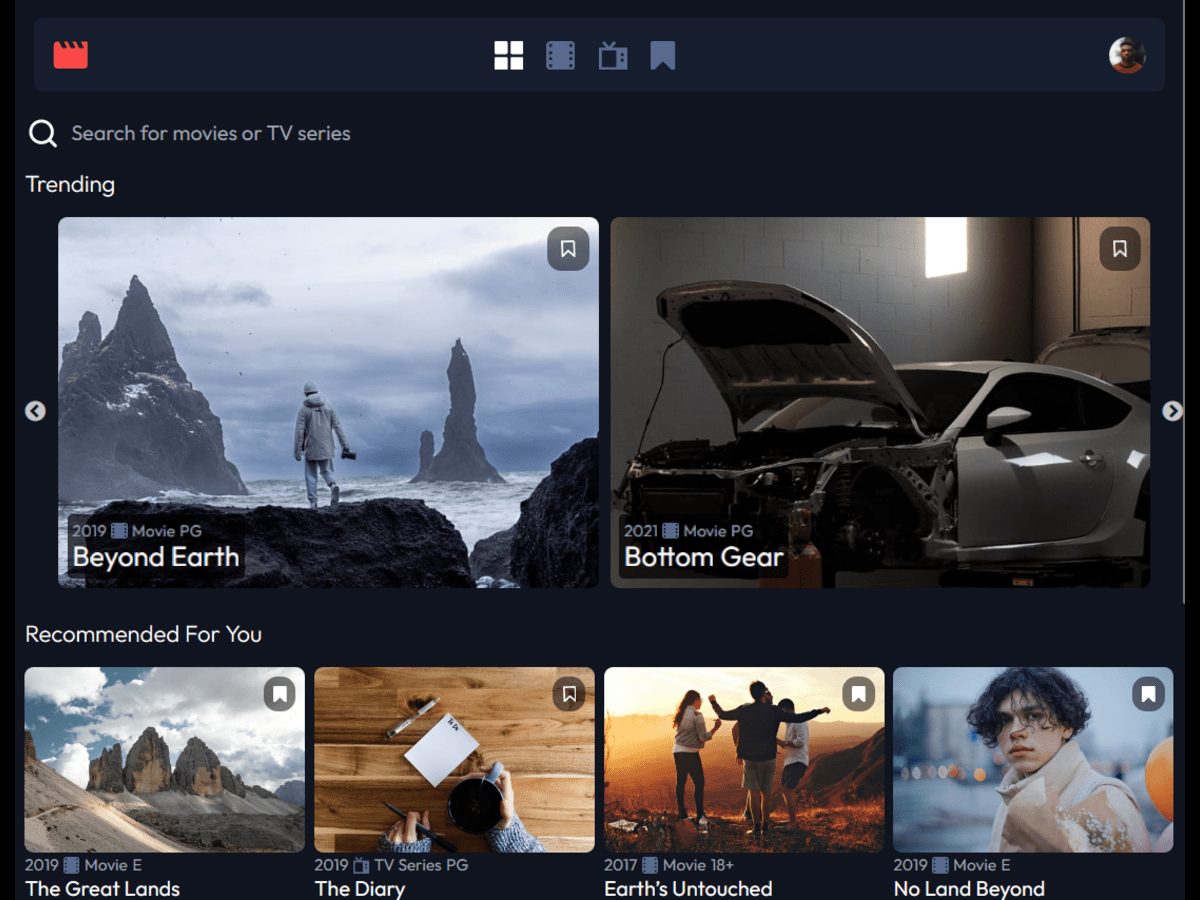 Search for movies or TV series
Trending
2019 Movie PG
Beyond Earth
2021 Movie PG
Bottom Gear
Recommended For You
To Do
2019 Movie E
The Great Lands
2019 TV Series PG
The Diary
2017 Movie 18+
Earth's Untouched
2019 Movie E
No Land Beyond